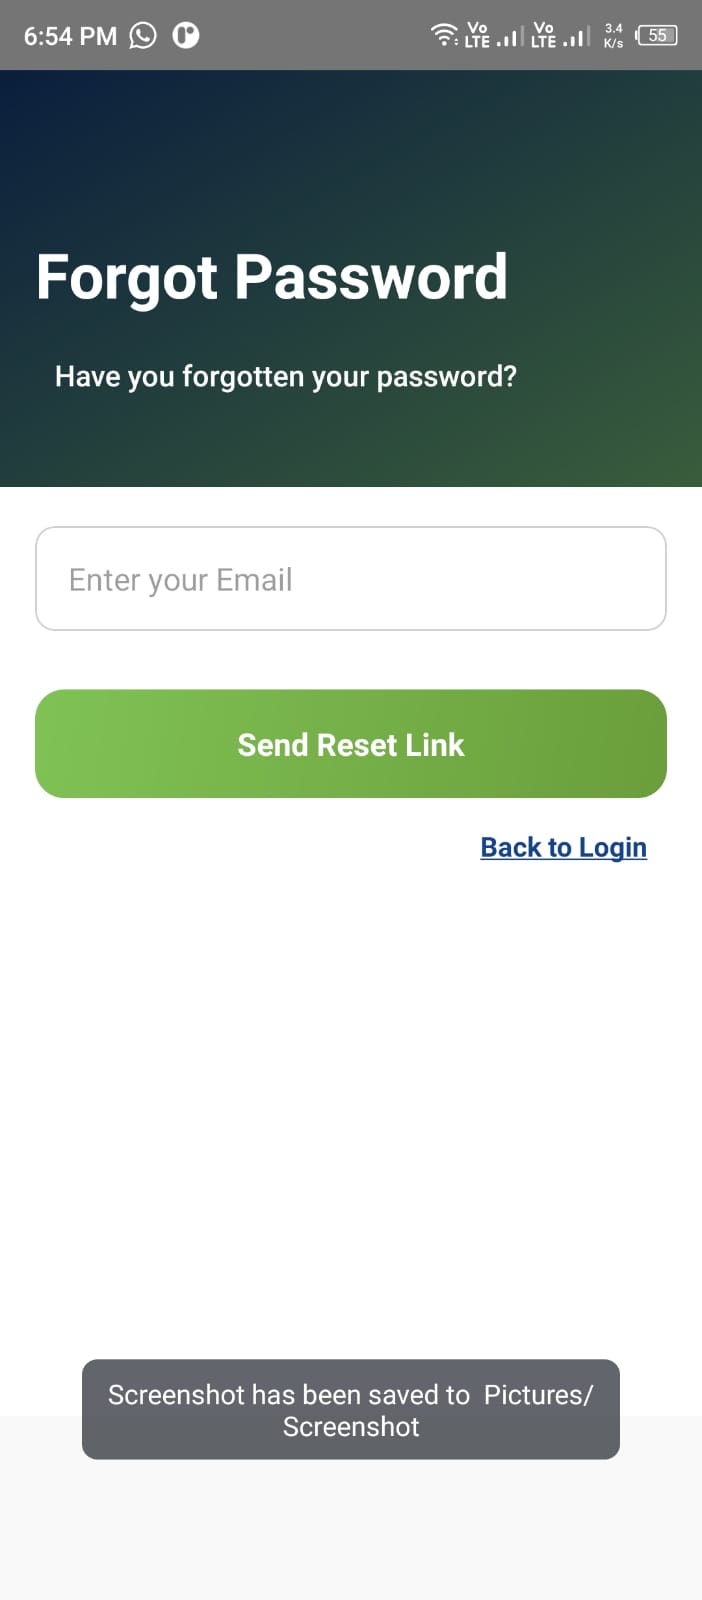 6:54 PM
Vo LTE Vo LTE 3.4 K/s 55
Forgot Password
Have you forgotten your password?
Enter your Email
Send Reset Link
Back to Login
Screenshot has been saved to Pictures/
Screenshot